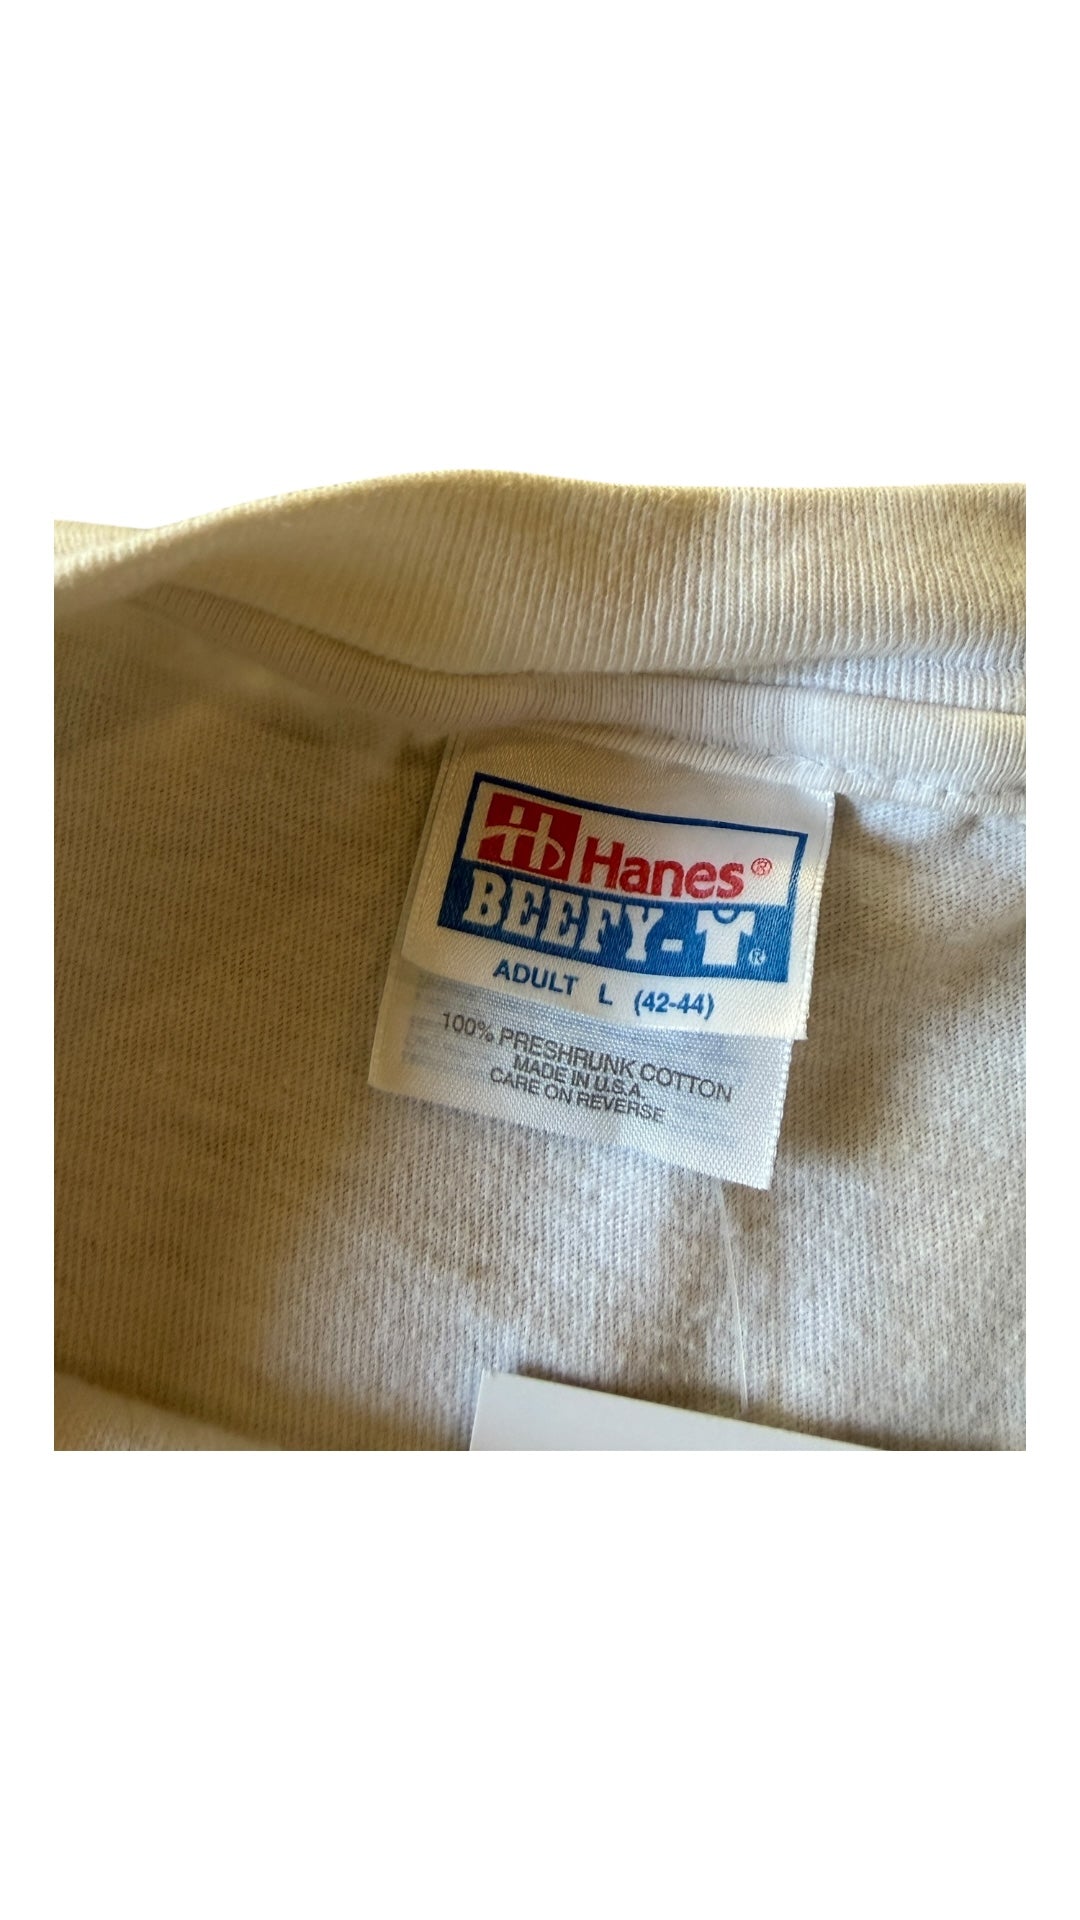 Hanes®
BEEFY-T®
ADULT L (42-44)
100% PRESHRUNK COTTON
MADE IN U.S.A.
CARE ON REVERSE